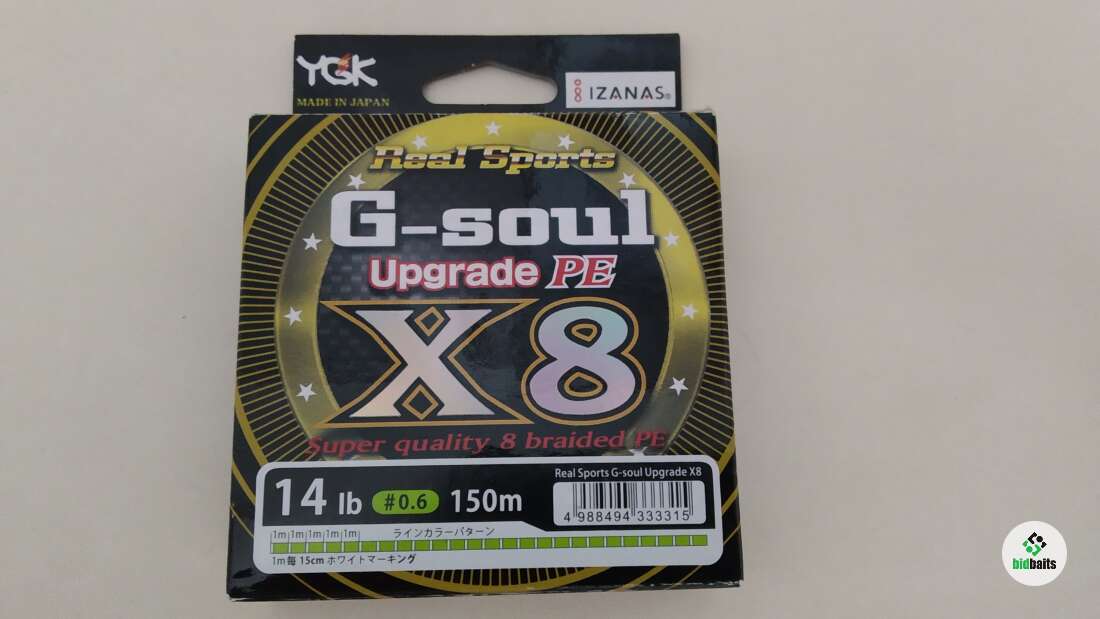 YGK
MADE IN JAPAN
IZANAS®
Real Sports
G-soul
Upgrade PE
X8
Super quality 8 braided PE
Real Sports G-soul Upgrade X8
14 lb #0.6 150m
4 988494 333315
1m 1m 1m 1m 1m ラインカラーパターン
1m毎 15cm ホワイトマーキング
bidbaits